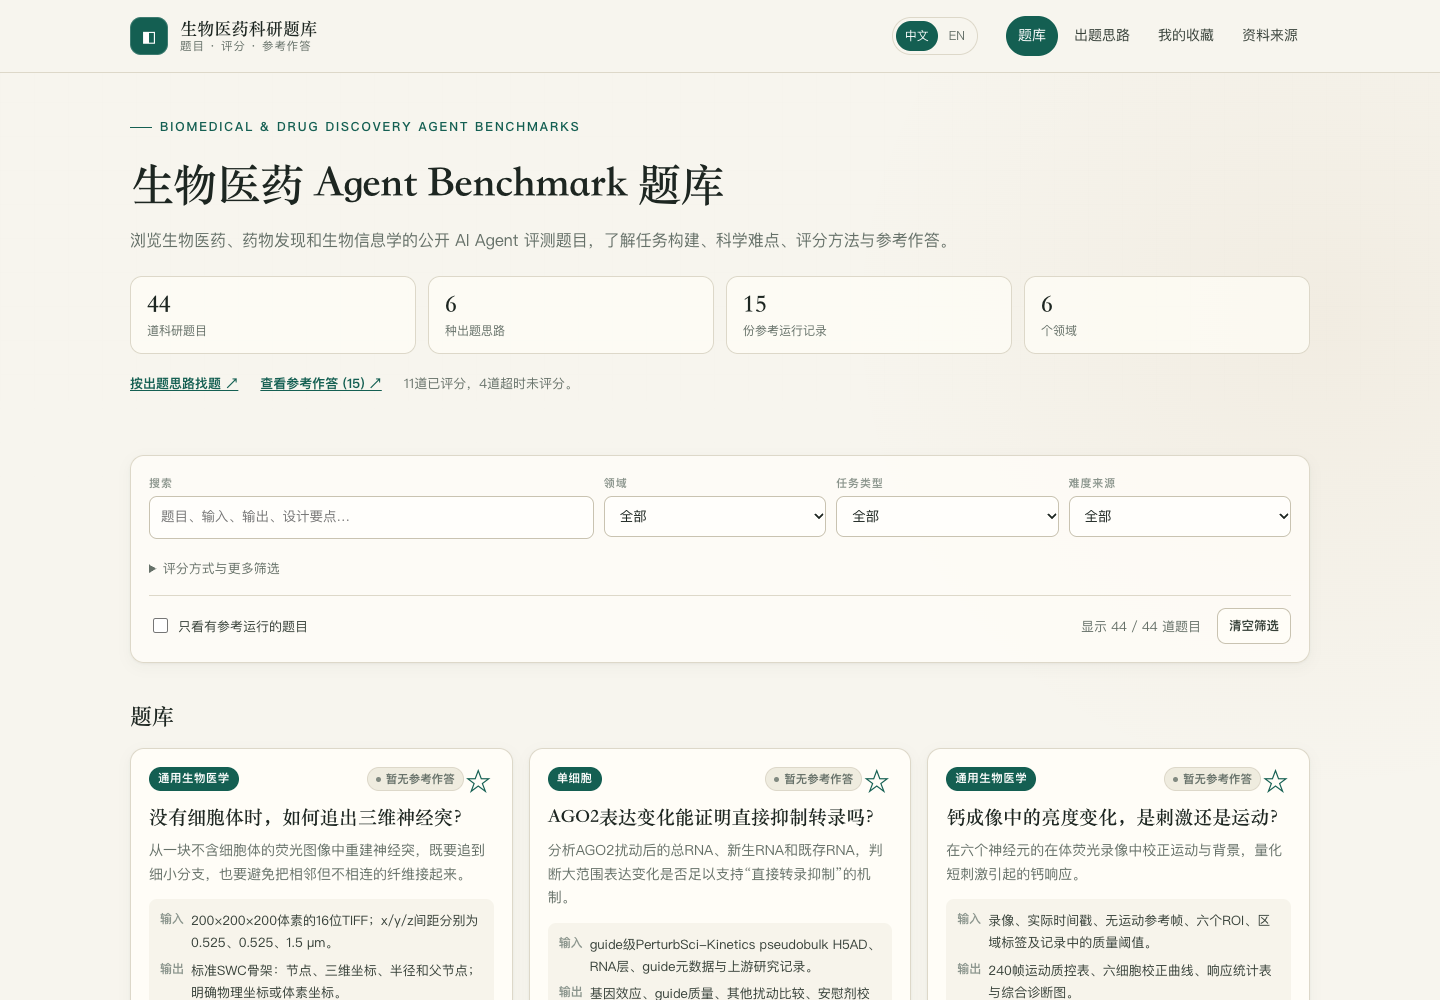 生物医药科研题库
题目 · 评分 · 参考作答
中文 EN
题库 出题思路 我的收藏 资料来源
BIOMEDICAL & DRUG DISCOVERY AGENT BENCHMARKS
生物医药 Agent Benchmark 题库
浏览生物医药、药物发现和生物信息学的公开 AI Agent 评测题目，了解任务构建、科学难点、评分方法与参考作答。
44
道科研题目
6
种出题思路
15
份参考运行记录
6
个领域
按出题思路找题 ↗ 查看参考作答 (15) ↗ 11道已评分，4道超时未评分。
搜索
题目、输入、输出、设计要点…
领域
全部
任务类型
全部
难度来源
全部
▶ 评分方式与更多筛选
只看有参考运行的题目
显示 44 / 44 道题目 清空筛选
题库
通用生物医学 • 暂无参考作答 ☆
没有细胞体时，如何追出三维神经突？
从一块不含细胞体的荧光图像中重建神经突，既要追到
细小分支，也要避免把相邻但不相连的纤维接起来。
输入 200×200×200体素的16位TIFF；x/y/z间距分别为
0.525、0.525、1.5 μm。
输出 标准SWC骨架：节点、三维坐标、半径和父节点；
明确物理坐标或体素坐标。
单细胞 • 暂无参考作答 ☆
AGO2表达变化能证明直接抑制转录吗？
分析AGO2扰动后的总RNA、新生RNA和既存RNA，判
断大范围表达变化是否足以支持“直接转录抑制”的机
制。
输入 guide级PerturbSci-Kinetics pseudobulk H5AD、
RNA层、guide元数据与上游研究记录。
输出 基因效应、guide质量、其他扰动比较、安慰剂校
通用生物医学 • 暂无参考作答 ☆
钙成像中的亮度变化，是刺激还是运动？
在六个神经元的在体荧光录像中校正运动与背景，量化
短刺激引起的钙响应。
输入 录像、实际时间戳、无运动参考帧、六个ROI、区
域标签及记录中的质量阈值。
输出 240帧运动质控表、六细胞校正曲线、响应统计表
与综合诊断图。